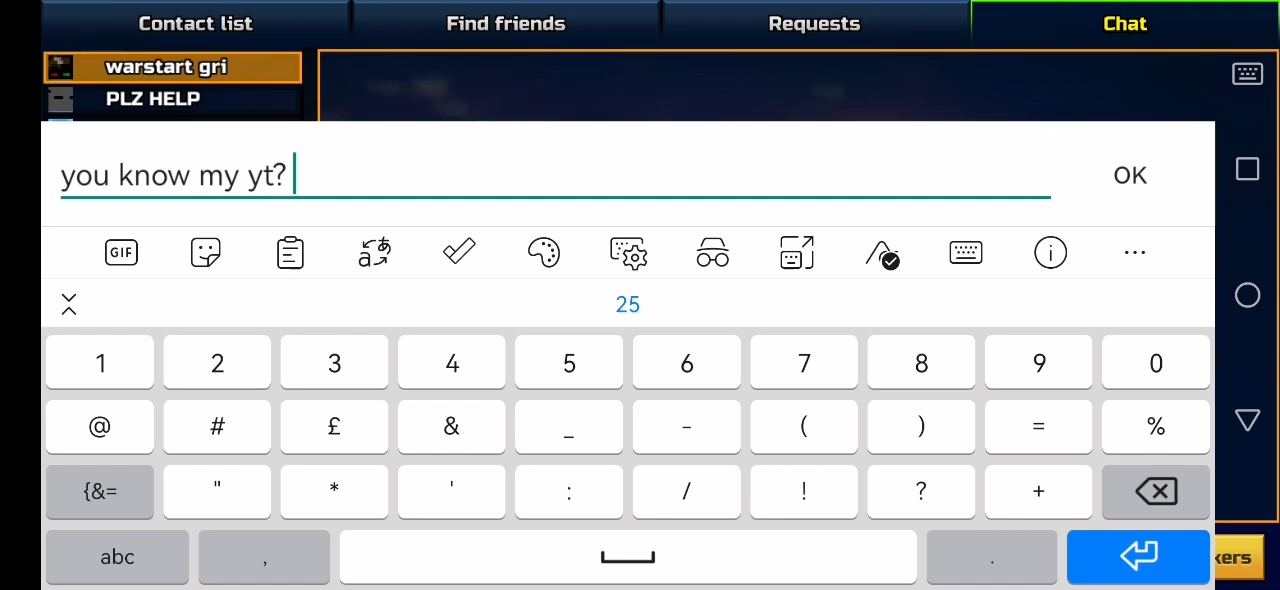 Contact list Find friends Requests Chat
warstart gri
PLZ HELP
you know my yt? OK
GIF
25
1 2 3 4 5 6 7 8 9 0
@ # £ & _ - ( ) = %
{&= " * ' : / ! ? +
abc , .
kers